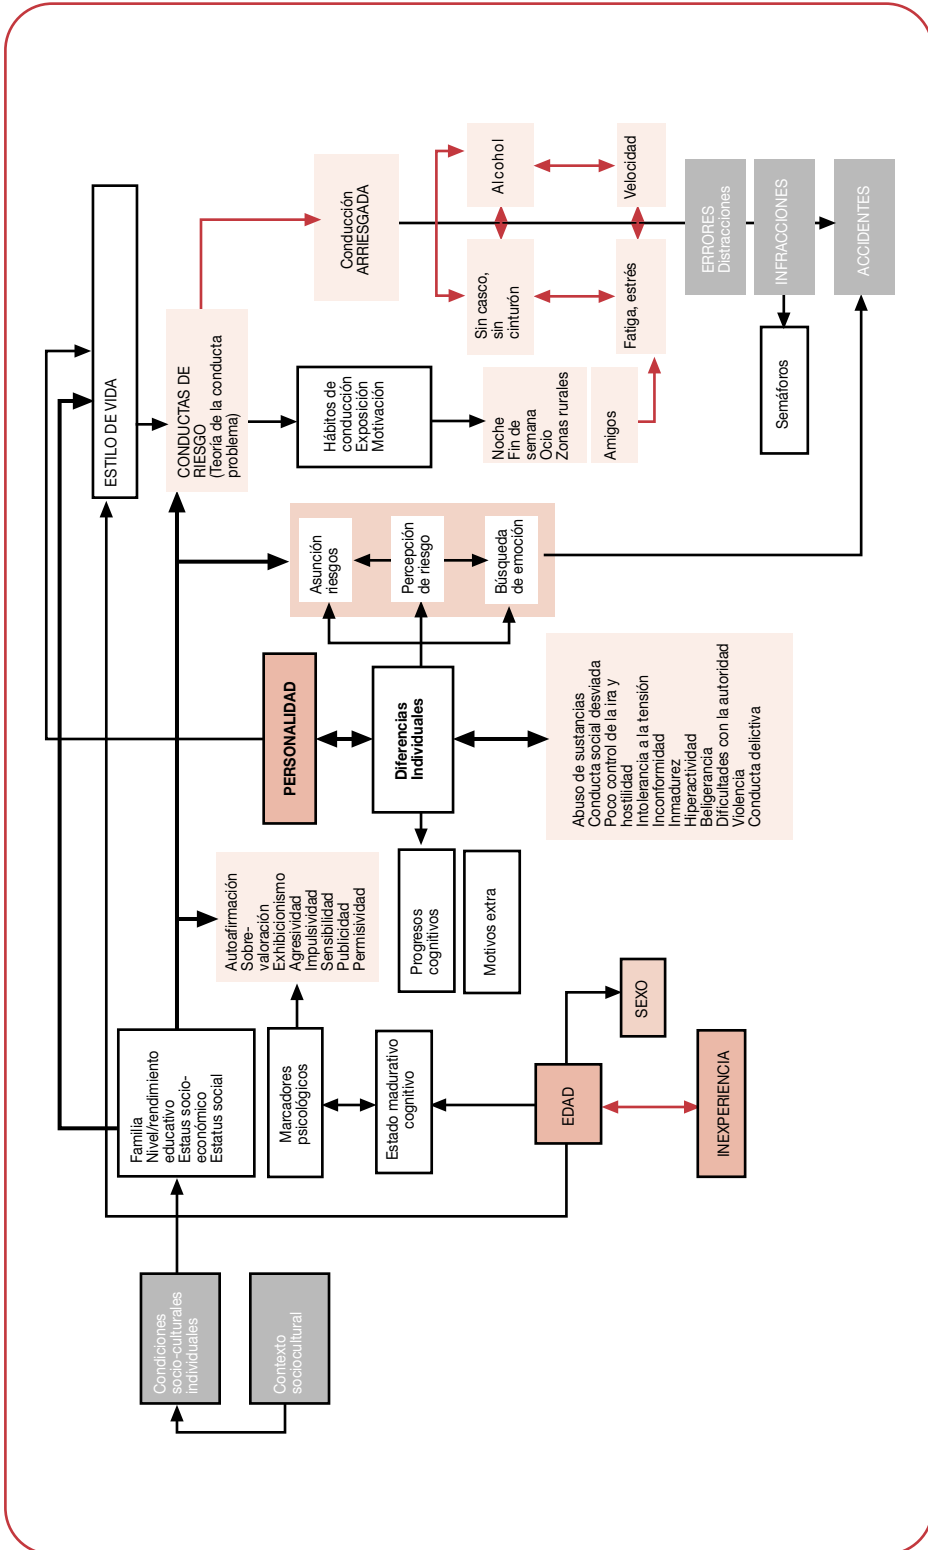 Condiciones
socio-culturales
individuales
Contexto
sociocultural
Familia
Nivel/rendimiento
educativo
Estaus socio-
económico
Estatus social
Marcadores
psicológicos
Estado madurativo
cognitivo
EDAD
SEXO
INEXPERIENCIA
Autoafirmación
Sobre-
valoración
Exhibicionismo
Agresividad
Impulsividad
Sensibilidad
Publicidad
Permisividad
Progresos
cognitivos
Motivos extra
PERSONALIDAD
Diferencias
Individuales
Abuso de sustancias
Conducta social desviada
Poco control de la ira y
hostilidad
Intolerancia a la tensión
Inconformidad
Inmadurez
Hiperactividad
Beligerancia
Dificultades con la autoridad
Violencia
Conducta delictiva
Asunción
riesgos
Percepción
de riesgo
Búsqueda
de emoción
ESTILO DE VIDA
CONDUCTAS DE
RIESGO
(Teoría de la conducta
problema)
Hábitos de
conducción
Exposición
Motivación
Noche
Fin de
semana
Ocio
Zonas rurales
Amigos
Conducción
ARRIESGADA
Sin casco,
sin
cinturón
Alcohol
Fatiga, estrés
Velocidad
ERRORES
Distracciones
INFRACCIONES
Semáforos
ACCIDENTES